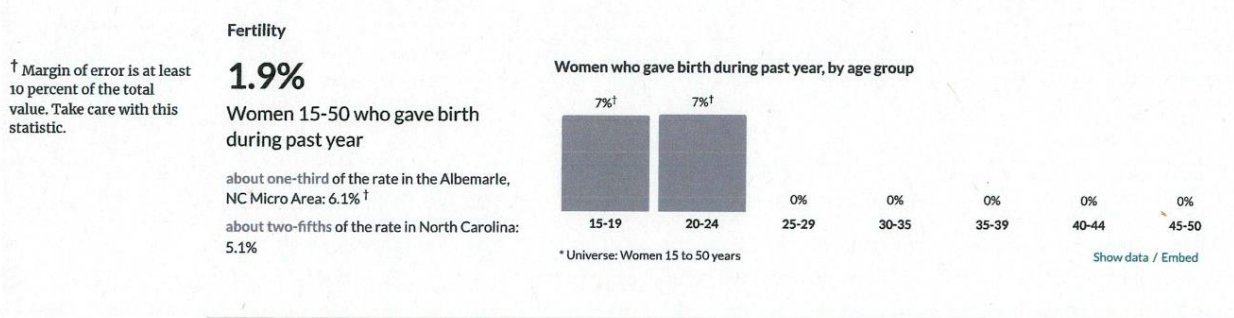 Fertility
† Margin of error is at least
10 percent of the total
value. Take care with this
statistic.
1.9%
Women 15-50 who gave birth
during past year
about one-third of the rate in the Albemarle,
NC Micro Area: 6.1% †
about two-fifths of the rate in North Carolina:
5.1%
Women who gave birth during past year, by age group
7%† 7%† 0% 0% 0% 0% 0%
15-19 20-24 25-29 30-35 35-39 40-44 45-50
* Universe: Women 15 to 50 years
Show data / Embed